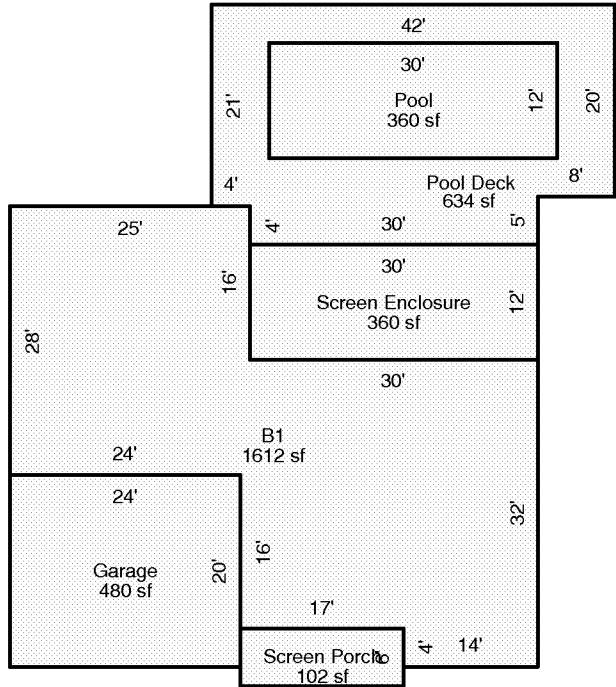 42'
30'
21'
Pool
360 sf
12'
20'
4'
Pool Deck
634 sf
8'
25'
4'
30'
5'
16'
30'
Screen Enclosure
360 sf
12'
28'
30'
B1
1612 sf
24'
24'
32'
16'
Garage
480 sf
20'
17'
Screen Porch
102 sf
6'
4'
14'